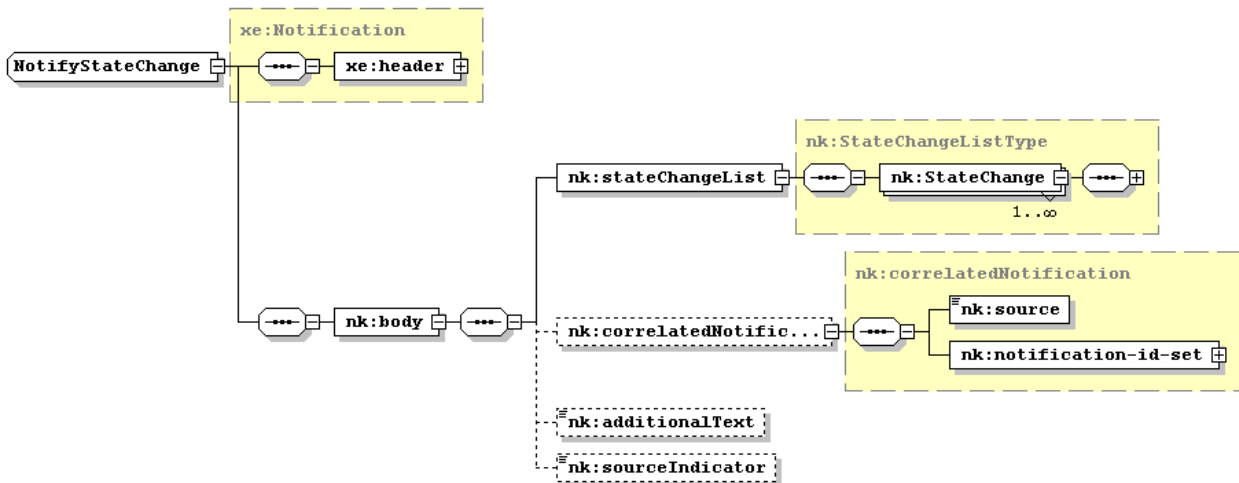 xe:Notification
NotifyStateChange
xe:header
nk:StateChangeListType
nk:stateChangeList
nk:StateChange
1..∞
nk:correlatedNotification
nk:source
nk:body
nk:correlatedNotific...
nk:notification-id-set
nk:additionalText
nk:sourceIndicator